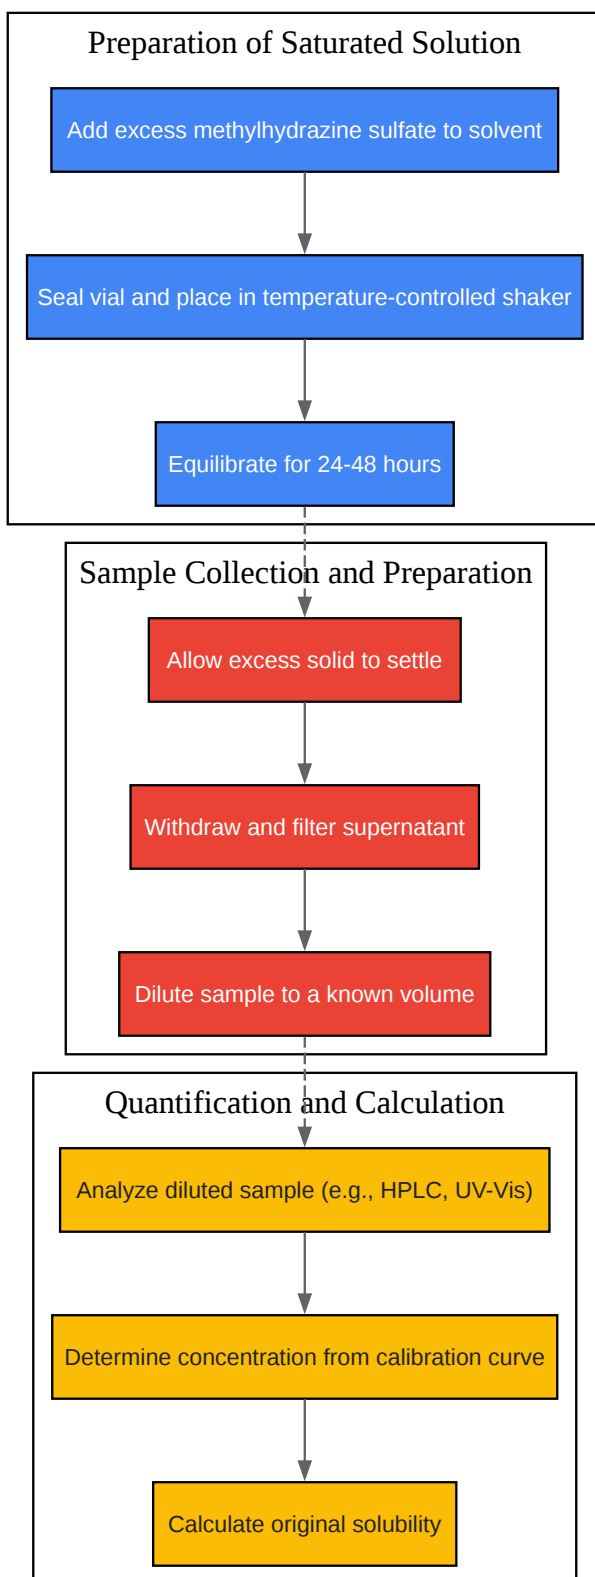 Preparation of Saturated Solution
Add excess methylhydrazine sulfate to solvent
Seal vial and place in temperature-controlled shaker
Equilibrate for 24-48 hours
Sample Collection and Preparation
Allow excess solid to settle
Withdraw and filter supernatant
Dilute sample to a known volume
Quantification and Calculation
Analyze diluted sample (e.g., HPLC, UV-Vis)
Determine concentration from calibration curve
Calculate original solubility